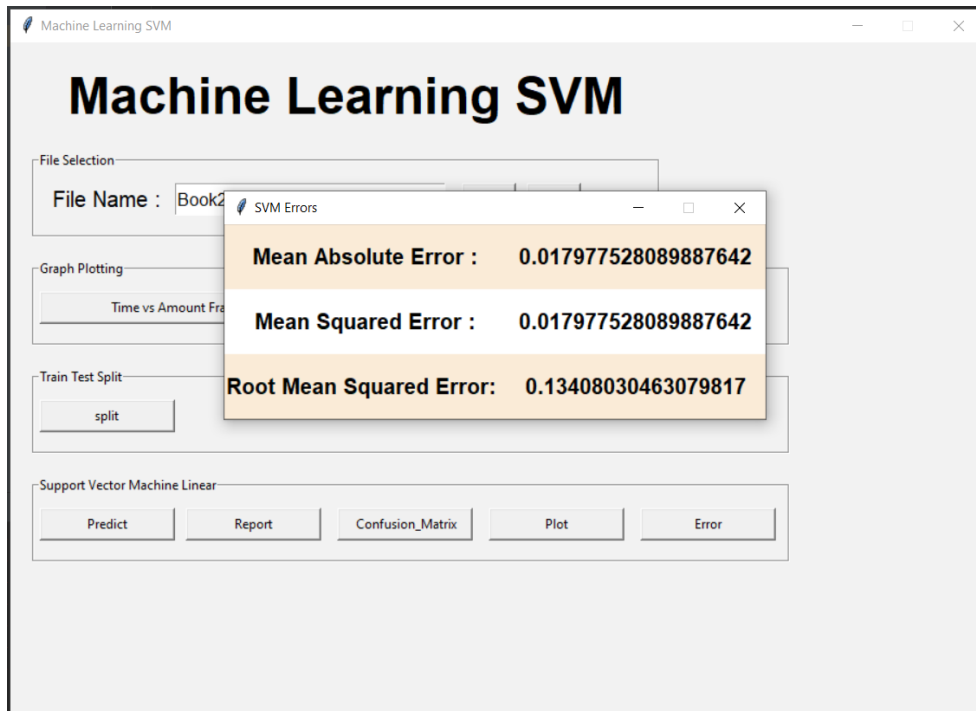 Machine Learning SVM
Machine Learning SVM
File Selection
File Name : Book2
SVM Errors
Mean Absolute Error : 0.017977528089887642
Mean Squared Error : 0.017977528089887642
Root Mean Squared Error: 0.13408030463079817
Graph Plotting
Time vs Amount Fra
Train Test Split
split
Support Vector Machine Linear
Predict Report Confusion_Matrix Plot Error